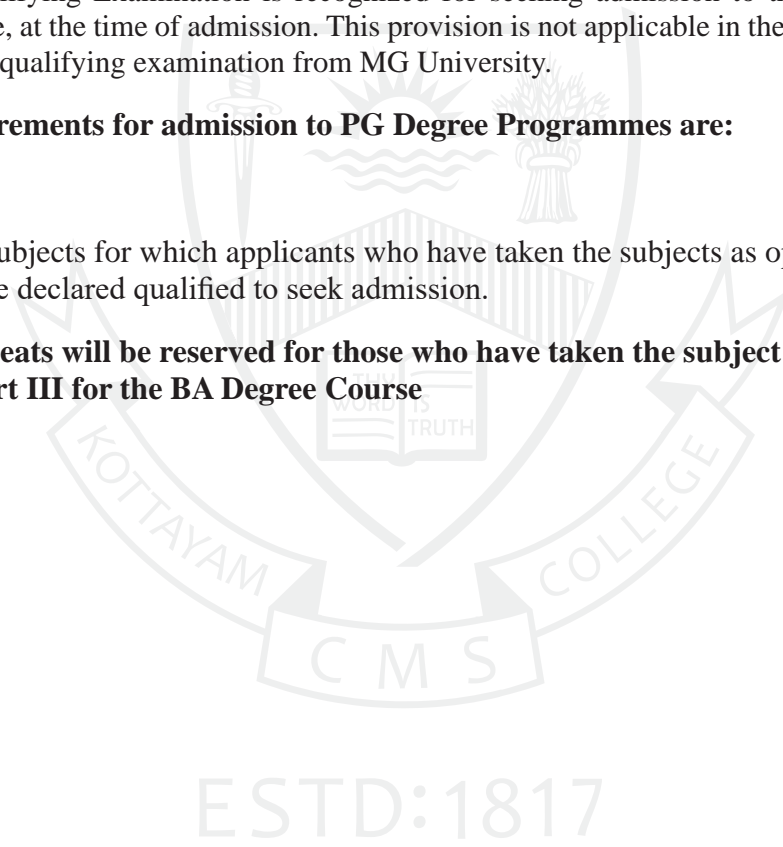 ifying Examination is recognized for seeking admission to
e, at the time of admission. This provision is not applicable in the
qualifying examination from MG University.
rements for admission to PG Degree Programmes are:
ubjects for which applicants who have taken the subjects as
e declared qualified to seek admission.
eats will be reserved for those who have taken the subject
rt III for the BA Degree Course
THY
WORD IS
TRUTH
KOTTAYAM
COLLEGE
CMS
ESTD:1817